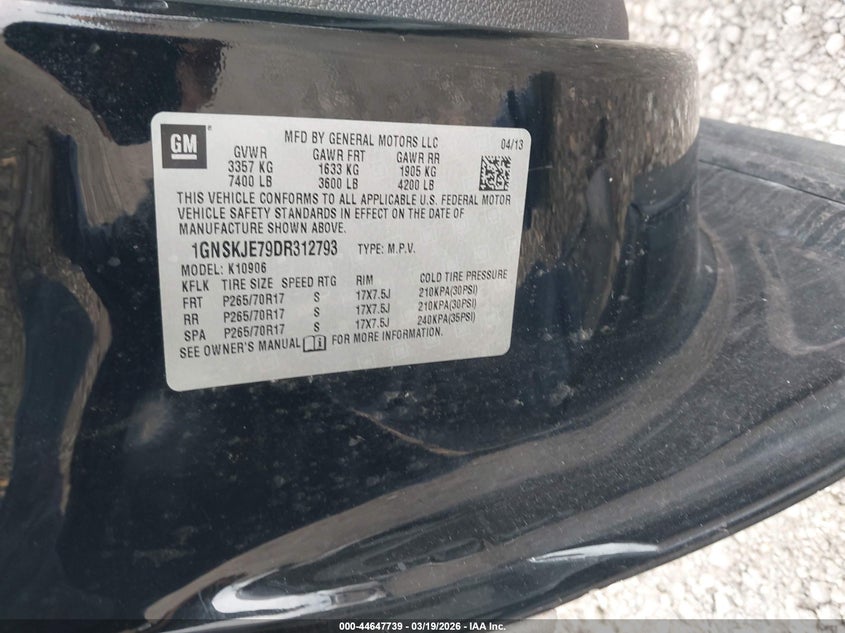 GM
MFD BY GENERAL MOTORS LLC 04/13
GVWR GAWR FRT GAWR RR
3357 KG 1633 KG 1905 KG
7400 LB 3600 LB 4200 LB
THIS VEHICLE CONFORMS TO ALL APPLICABLE U.S. FEDERAL MOTOR
VEHICLE SAFETY STANDARDS IN EFFECT ON THE DATE OF
MANUFACTURE SHOWN ABOVE.
1GNSKJE79DR312793 TYPE: M.P.V.
MODEL: K10906
KFLK TIRE SIZE SPEED RTG RIM COLD TIRE PRESSURE
FRT P265/70R17 S 17X7.5J 210KPA(30PSI)
RR P265/70R17 S 17X7.5J 210KPA(30PSI)
SPA P265/70R17 S 17X7.5J 240KPA(35PSI)
SEE OWNER'S MANUAL FOR MORE INFORMATION.
000-44647739 - 03/19/2026 - IAA Inc.